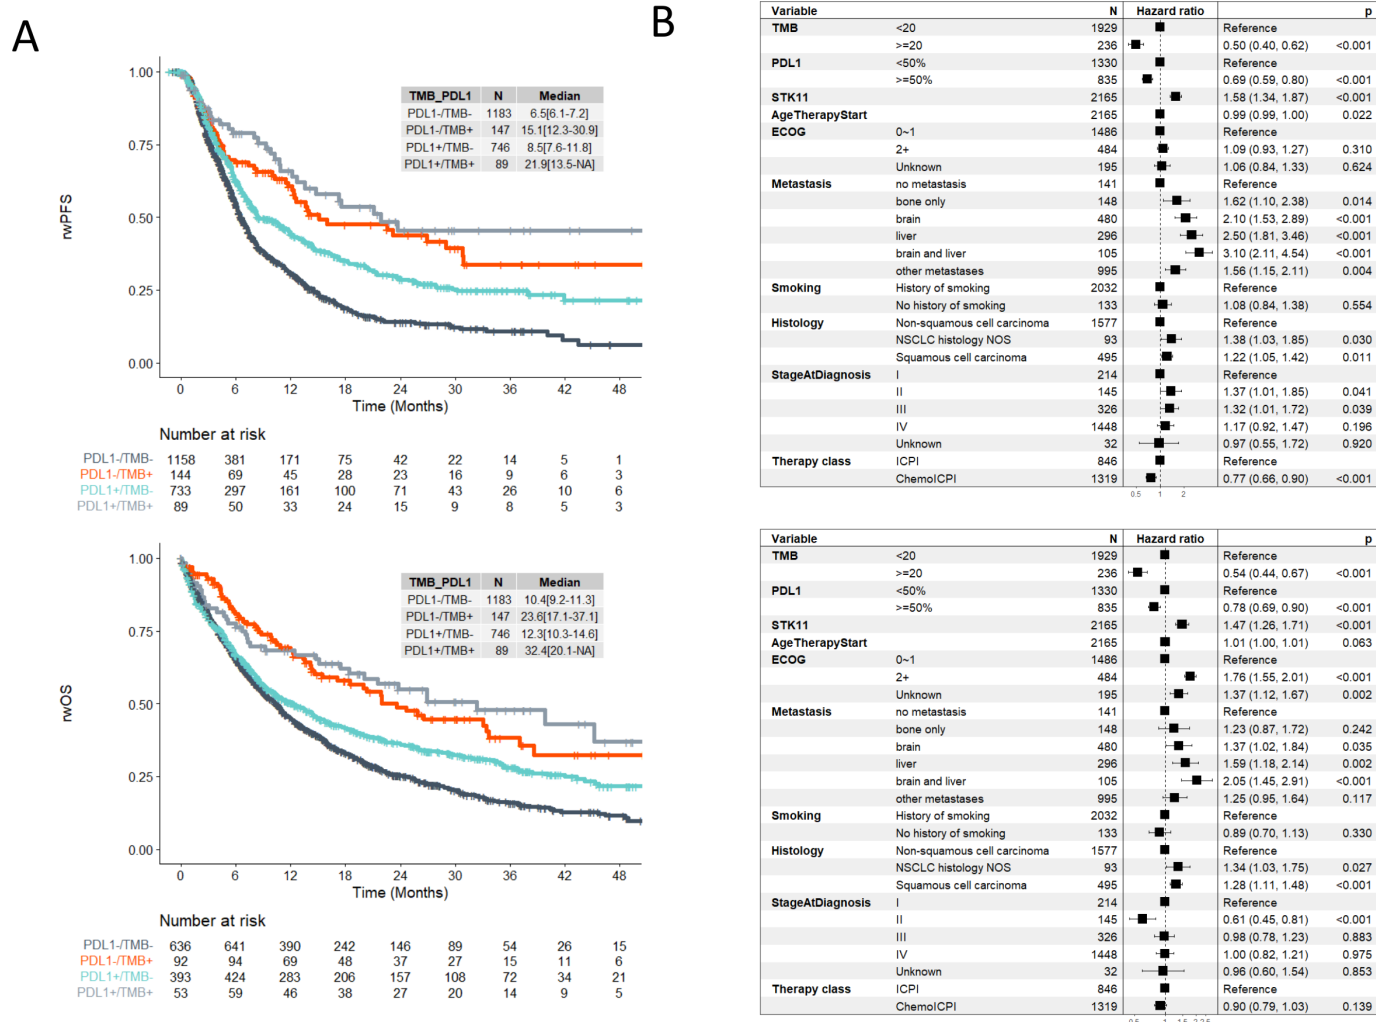 A
1.00
0.75
0.50
0.25
0.00
rwPFS
TMB_PDL1 N Median
PDL1-/TMB- 1183 6.5[6.1-7.2]
PDL1-/TMB+ 147 15.1[12.3-30.9]
PDL1+/TMB- 746 8.5[7.6-11.8]
PDL1+/TMB+ 89 21.9[13.5-NA]
0 6 12 18 24 30 36 42 48
Time (Months)
Number at risk
PDL1-/TMB- 1158 381 171 75 42 22 14 5 1
PDL1-/TMB+ 144 69 45 28 23 16 9 6 3
PDL1+/TMB- 733 297 161 100 71 43 26 10 6
PDL1+/TMB+ 89 50 33 24 15 9 8 5 3
1.00
0.75
0.50
0.25
0.00
rwOS
TMB_PDL1 N Median
PDL1-/TMB- 1183 10.4[9.2-11.3]
PDL1-/TMB+ 147 23.6[17.1-37.1]
PDL1+/TMB- 746 12.3[10.3-14.6]
PDL1+/TMB+ 89 32.4[20.1-NA]
0 6 12 18 24 30 36 42 48
Time (Months)
Number at risk
PDL1-/TMB- 636 641 390 242 146 89 54 26 15
PDL1-/TMB+ 92 94 69 48 37 27 15 11 6
PDL1+/TMB- 393 424 283 206 157 108 72 34 21
PDL1+/TMB+ 53 59 46 38 27 20 14 9 5
B
Variable N Hazard ratio p
TMB <20 1929 Reference
>=20 236 0.50 (0.40, 0.62) <0.001
PDL1 <50% 1330 Reference
>=50% 835 0.69 (0.59, 0.80) <0.001
STK11 2165 1.58 (1.34, 1.87) <0.001
AgeTherapyStart 2165 0.99 (0.99, 1.00) 0.022
ECOG 0~1 1486 Reference
2+ 484 1.09 (0.93, 1.27) 0.310
Unknown 195 1.06 (0.84, 1.33) 0.624
Metastasis no metastasis 141 Reference
bone only 148 1.62 (1.10, 2.38) 0.014
brain 480 2.10 (1.53, 2.89) <0.001
liver 296 2.50 (1.81, 3.46) <0.001
brain and liver 105 3.10 (2.11, 4.54) <0.001
other metastases 995 1.56 (1.15, 2.11) 0.004
Smoking History of smoking 2032 Reference
No history of smoking 133 1.08 (0.84, 1.38) 0.554
Histology Non-squamous cell carcinoma 1577 Reference
NSCLC histology NOS 93 1.38 (1.03, 1.85) 0.030
Squamous cell carcinoma 495 1.22 (1.05, 1.42) 0.011
StageAtDiagnosis I 214 Reference
II 145 1.37 (1.01, 1.85) 0.041
III 326 1.32 (1.01, 1.72) 0.039
IV 1448 1.17 (0.92, 1.47) 0.196
Unknown 32 0.97 (0.55, 1.72) 0.920
Therapy class ICPI 846 Reference
ChemoICPI 1319 0.77 (0.66, 0.90) <0.001
0.5 1 2
Variable N Hazard ratio p
TMB <20 1929 Reference
>=20 236 0.54 (0.44, 0.67) <0.001
PDL1 <50% 1330 Reference
>=50% 835 0.78 (0.69, 0.90) <0.001
STK11 2165 1.47 (1.26, 1.71) <0.001
AgeTherapyStart 2165 1.01 (1.00, 1.01) 0.063
ECOG 0~1 1486 Reference
2+ 484 1.76 (1.55, 2.01) <0.001
Unknown 195 1.37 (1.12, 1.67) 0.002
Metastasis no metastasis 141 Reference
bone only 148 1.23 (0.87, 1.72) 0.242
brain 480 1.37 (1.02, 1.84) 0.035
liver 296 1.59 (1.18, 2.14) 0.002
brain and liver 105 2.05 (1.45, 2.91) <0.001
other metastases 995 1.25 (0.95, 1.64) 0.117
Smoking History of smoking 2032 Reference
No history of smoking 133 0.89 (0.70, 1.13) 0.330
Histology Non-squamous cell carcinoma 1577 Reference
NSCLC histology NOS 93 1.34 (1.03, 1.75) 0.027
Squamous cell carcinoma 495 1.28 (1.11, 1.48) <0.001
StageAtDiagnosis I 214 Reference
II 145 0.61 (0.45, 0.81) <0.001
III 326 0.98 (0.78, 1.23) 0.883
IV 1448 1.00 (0.82, 1.21) 0.975
Unknown 32 0.96 (0.60, 1.54) 0.853
Therapy class ICPI 846 Reference
ChemoICPI 1319 0.90 (0.79, 1.03) 0.139